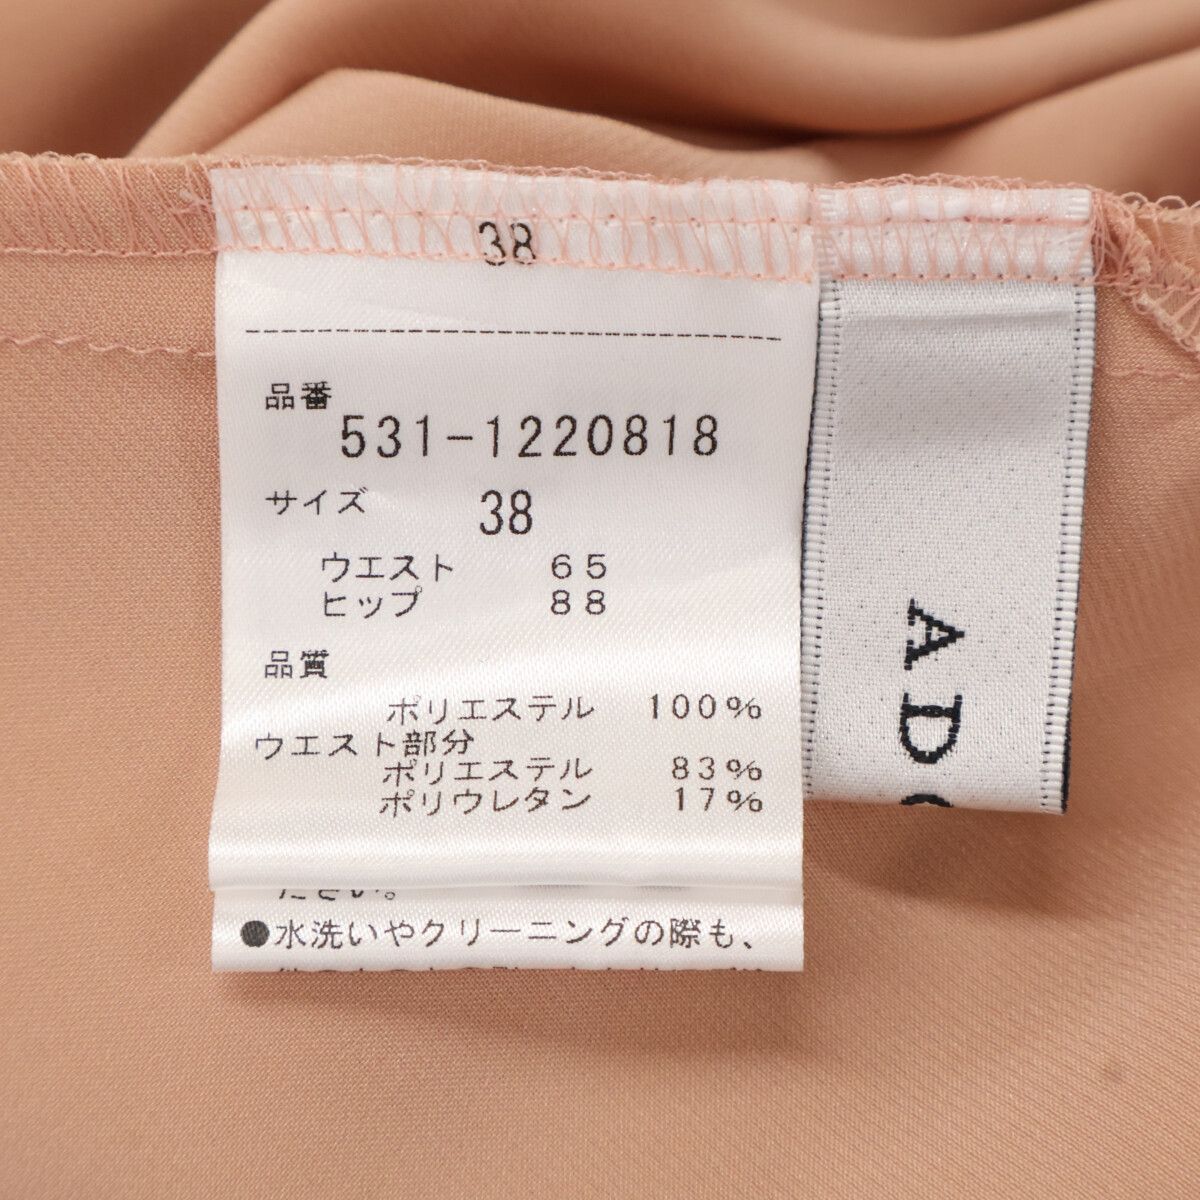 38
品番
531-1220818
サイズ 38
ウエスト 65
ヒップ 88
品質
ポリエステル 100%
ウエスト部分
ポリエステル 83%
ポリウレタン 17%
ださい。
●水洗いやクリーニングの際も、
AD